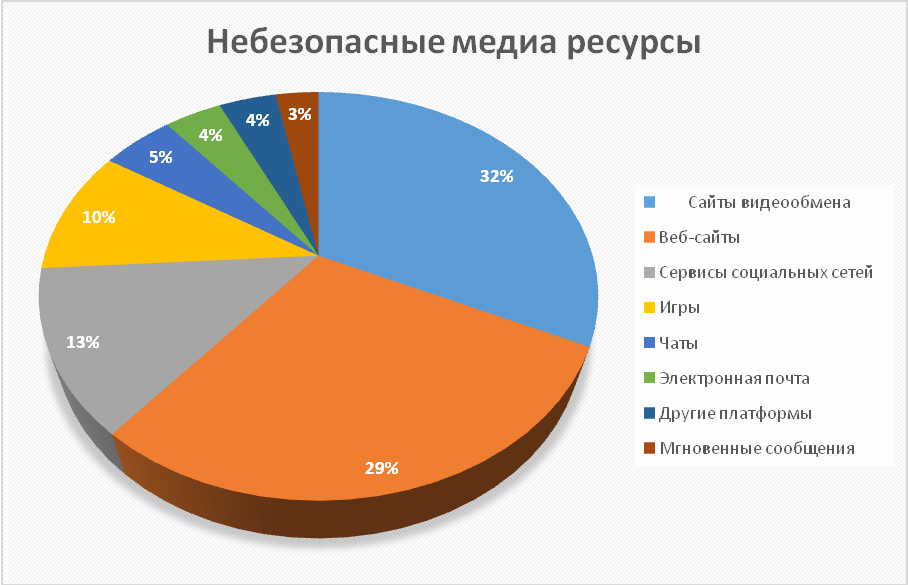 Небезопасные медиа ресурсы
3%
4%
4%
5%
32%
10%
13%
29%
Сайты видеообмена
Веб-сайты
Сервисы социальных сетей
Игры
Чаты
Электронная почта
Другие платформы
Мгновенные сообщения